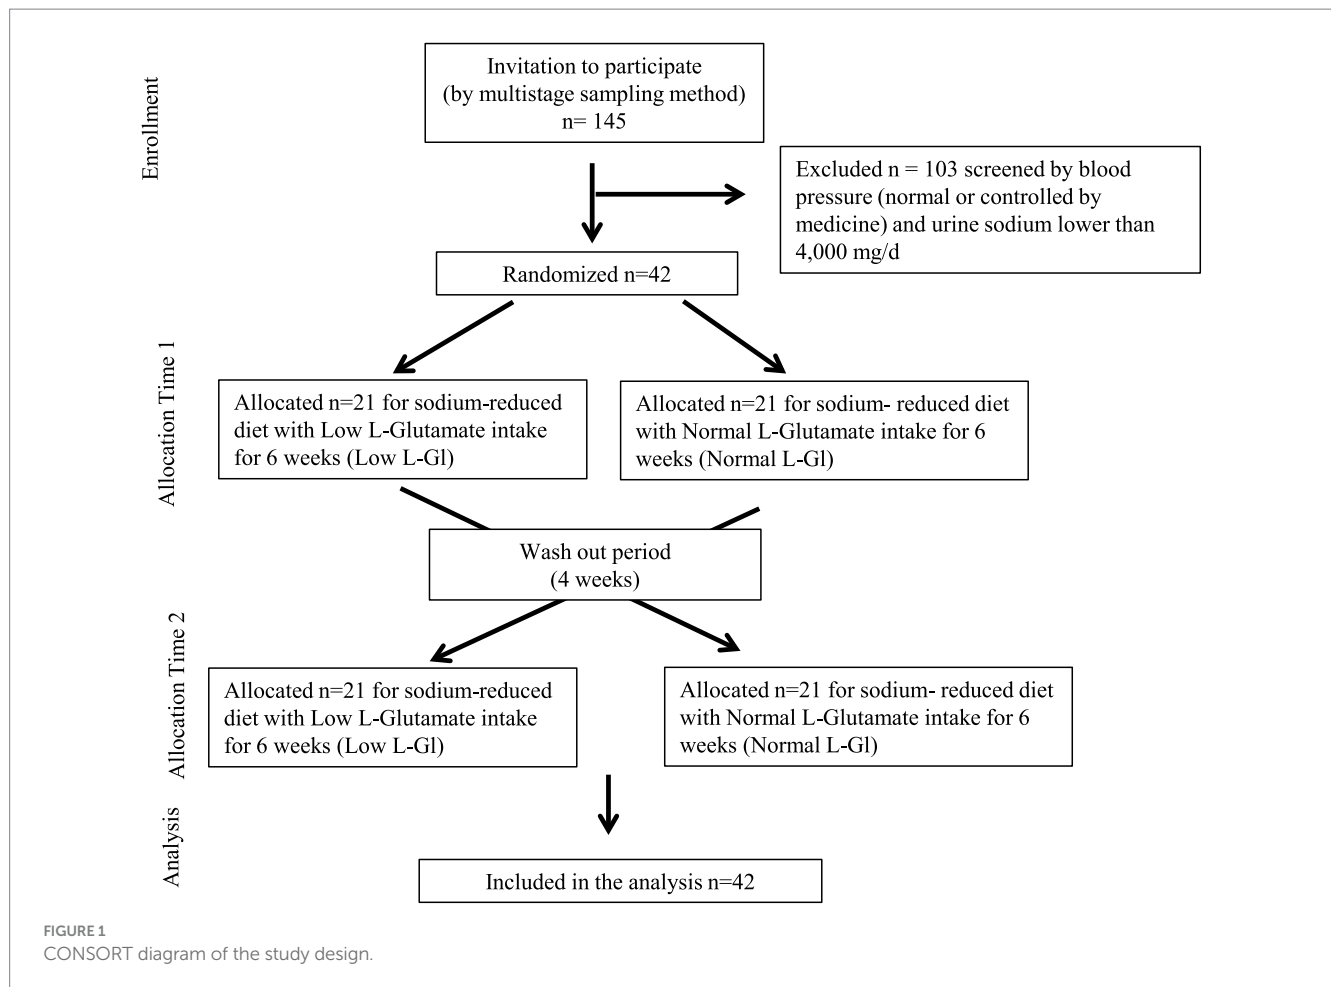 Enrollment
Invitation to participate
(by multistage sampling method)
n= 145
Excluded n = 103 screened by blood
pressure (normal or controlled by
medicine) and urine sodium lower than
4,000 mg/d
Randomized n=42
Allocation Time 1
Allocated n=21 for sodium-reduced
diet with Low L-Glutamate intake
for 6 weeks (Low L-Gl)
Allocated n=21 for sodium- reduced diet
with Normal L-Glutamate intake for 6
weeks (Normal L-Gl)
Wash out period
(4 weeks)
Allocation Time 2
Allocated n=21 for sodium-reduced
diet with Low L-Glutamate intake
for 6 weeks (Low L-Gl)
Allocated n=21 for sodium- reduced diet
with Normal L-Glutamate intake for 6
weeks (Normal L-Gl)
Analysis
Included in the analysis n=42
FIGURE 1
CONSORT diagram of the study design.